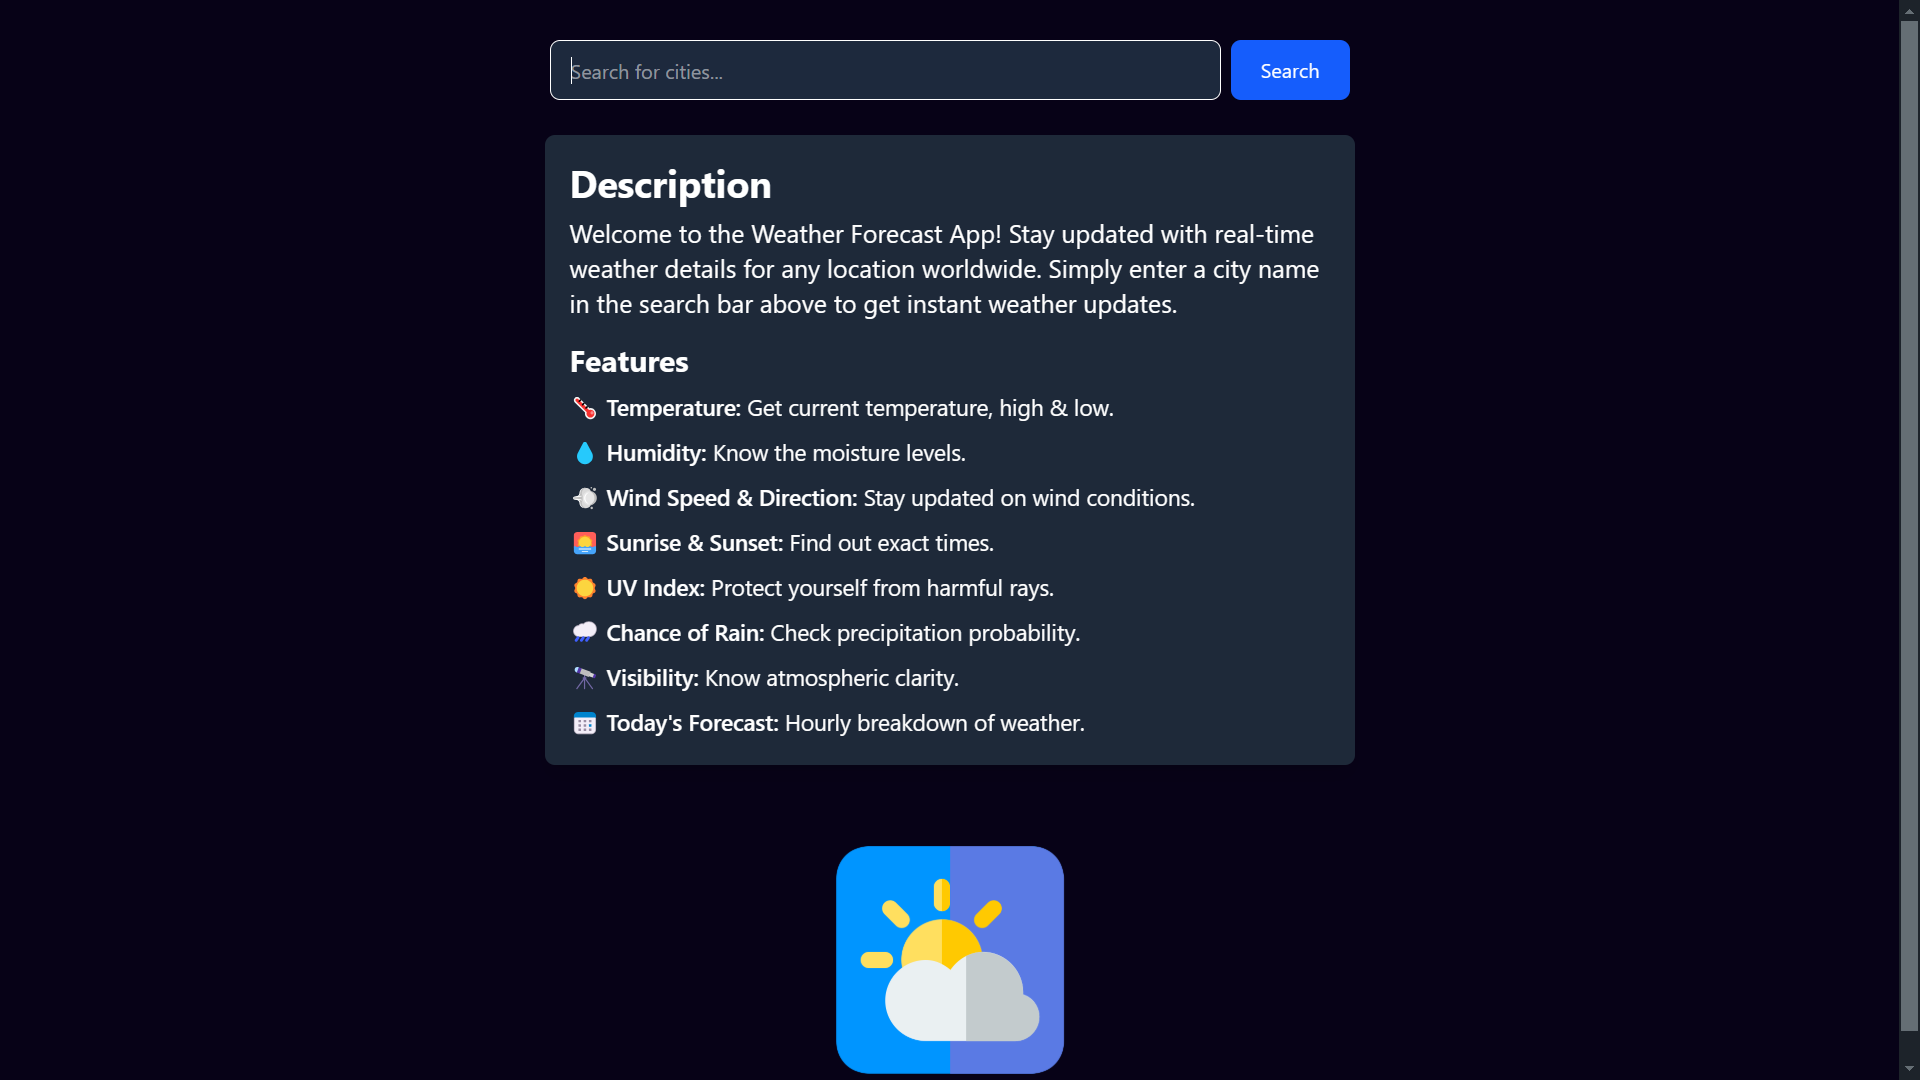 Search for cities...
Search
Description
Welcome to the Weather Forecast App! Stay updated with real-time
weather details for any location worldwide. Simply enter a city name
in the search bar above to get instant weather updates.
Features
Temperature: Get current temperature, high & low.
Humidity: Know the moisture levels.
Wind Speed & Direction: Stay updated on wind conditions.
Sunrise & Sunset: Find out exact times.
UV Index: Protect yourself from harmful rays.
Chance of Rain: Check precipitation probability.
Visibility: Know atmospheric clarity.
Today's Forecast: Hourly breakdown of weather.